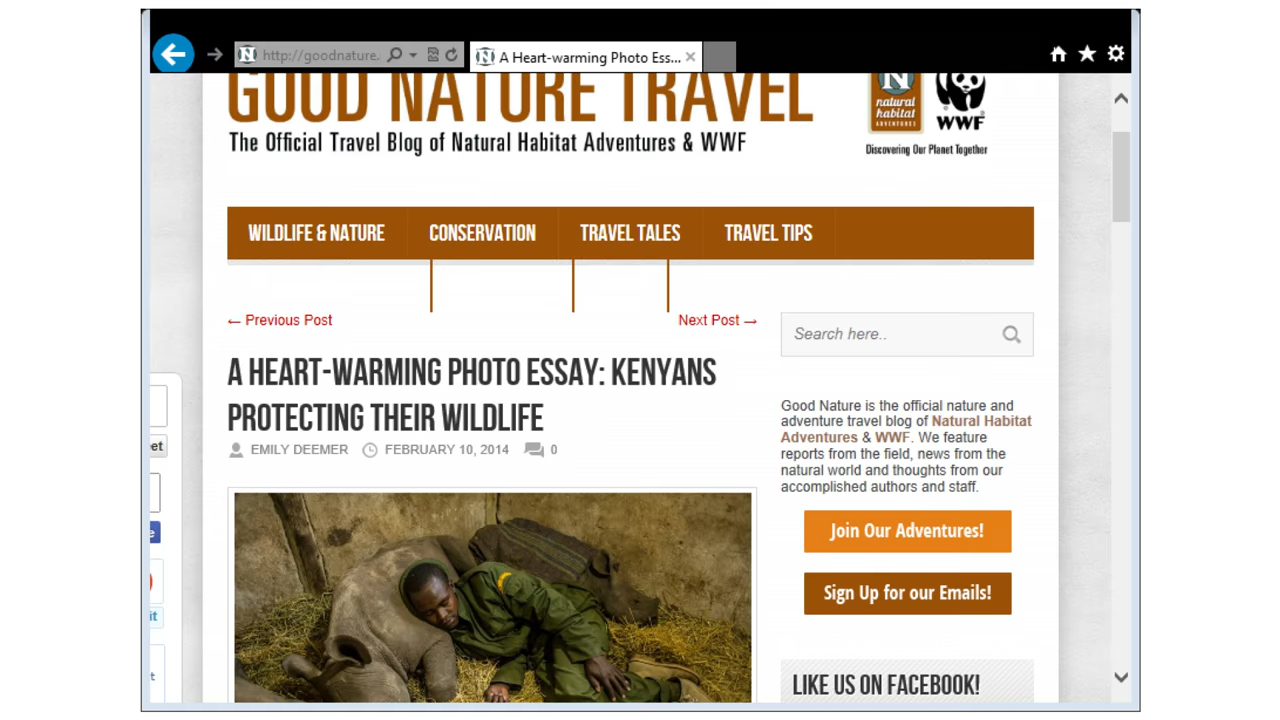 http://goodnature.
A Heart-warming Photo Ess...
GOOD NATURE TRAVEL
The Official Travel Blog of Natural Habitat Adventures & WWF
N
natural
habitat
ADVENTURES
WWF
Discovering Our Planet Together
WILDLIFE & NATURE
CONSERVATION
TRAVEL TALES
TRAVEL TIPS
← Previous Post
Next Post →
Search here..
A HEART-WARMING PHOTO ESSAY: KENYANS
PROTECTING THEIR WILDLIFE
EMILY DEEMER
FEBRUARY 10, 2014
0
Good Nature is the official nature and
adventure travel blog of Natural Habitat
Adventures & WWF. We feature
reports from the field, news from the
natural world and thoughts from our
accomplished authors and staff.
Join Our Adventures!
Sign Up for our Emails!
LIKE US ON FACEBOOK!
et
e
it
t